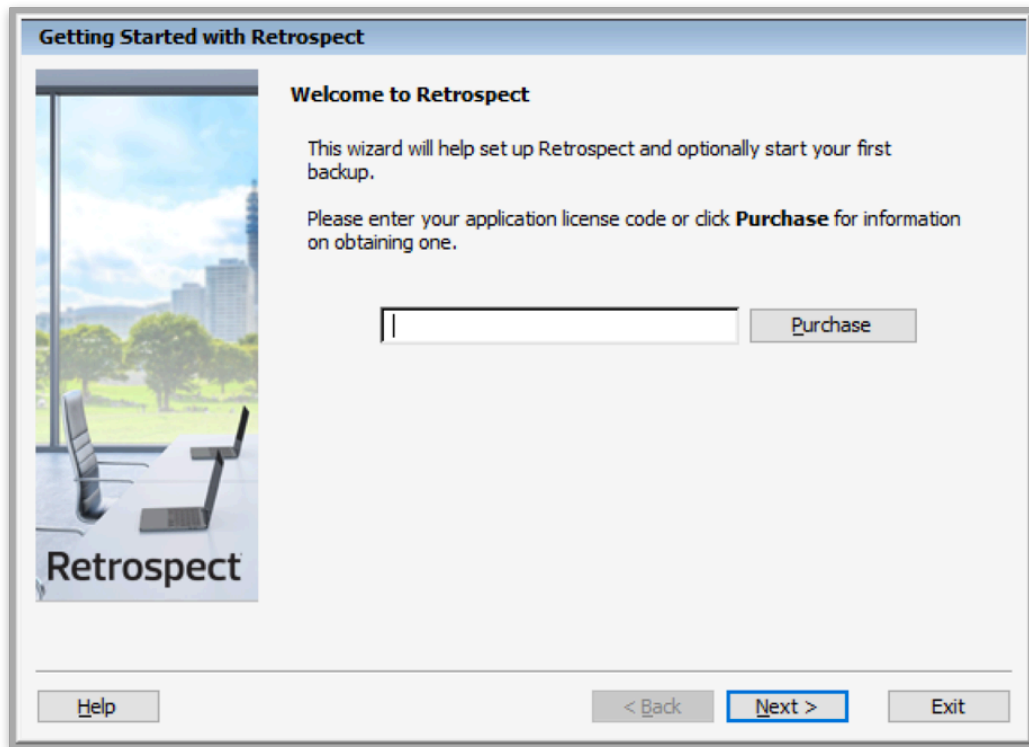 Getting Started with Retrospect
Welcome to Retrospect
This wizard will help set up Retrospect and optionally start your first
backup.
Please enter your application license code or click Purchase for information
on obtaining one.
Purchase
Retrospect
Help
< Back
Next >
Exit